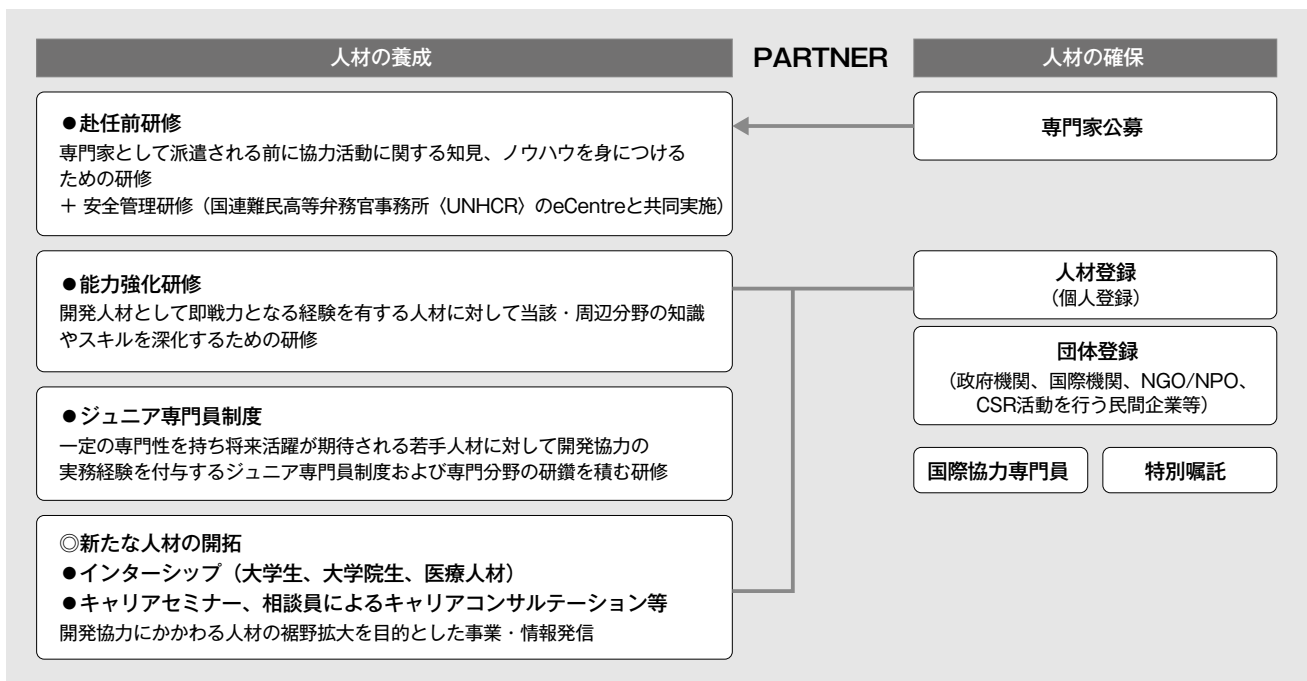 人材の養成
PARTNER
人材の確保
●赴任前研修
専門家として派遣される前に協力活動に関する知見、ノウハウを身につける
ための研修
＋ 安全管理研修（国連難民高等弁務官事務所〈UNHCR〉のeCentreと共同実施）
専門家公募
●能力強化研修
開発人材として即戦力となる経験を有する人材に対して当該・周辺分野の知識
やスキルを深化するための研修
人材登録
（個人登録）
団体登録
（政府機関、国際機関、NGO/NPO、
CSR活動を行う民間企業等）
●ジュニア専門員制度
一定の専門性を持ち将来活躍が期待される若手人材に対して開発協力の
実務経験を付与するジュニア専門員制度および専門分野の研鑽を積む研修
国際協力専門員
特別嘱託
◎新たな人材の開拓
●インターシップ（大学生、大学院生、医療人材）
●キャリアセミナー、相談員によるキャリアコンサルテーション等
開発協力にかかわる人材の裾野拡大を目的とした事業・情報発信